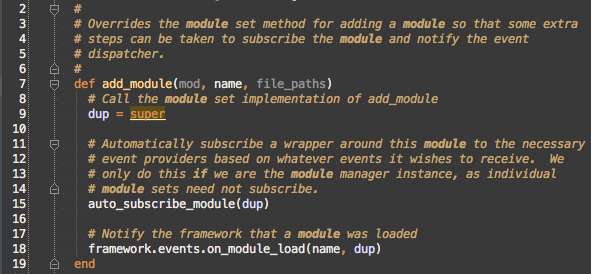 2 #
3 # Overrides the module set method for adding a module so that some extra
4 # steps can be taken to subscribe the module and notify the event
5 # dispatcher.
6 #
7 def add_module(mod, name, file_paths)
8 # Call the module set implementation of add_module
9 dup = super
10
11 # Automatically subscribe a wrapper around this module to the necessary
12 # event providers based on whatever events it wishes to receive.  We
13 # only do this if we are the module manager instance, as individual
14 # module sets need not subscribe.
15 auto_subscribe_module(dup)
16
17 # Notify the framework that a module was loaded
18 framework.events.on_module_load(name, dup)
19 end